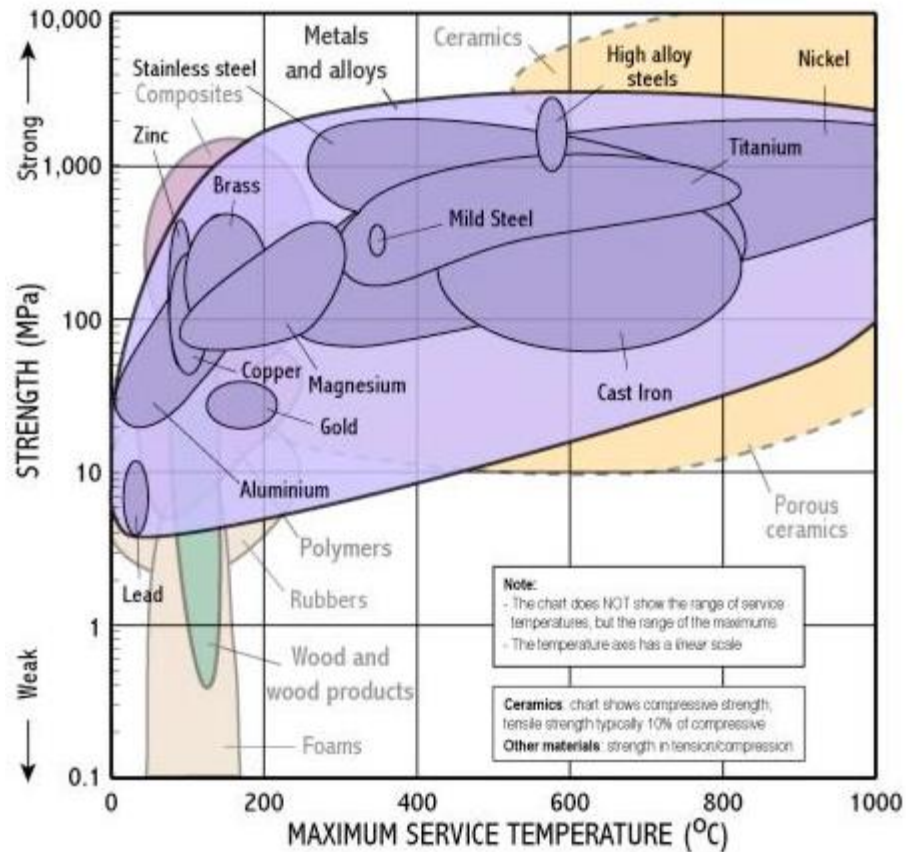 10,000
1,000
100
10
1
0.1
Strong
STRENGTH (MPa)
Weak
Metals
and alloys
Ceramics
High alloy
steels
Nickel
Stainless steel
Composites
Zinc
Brass
Titanium
Mild Steel
Copper
Magnesium
Gold
Cast Iron
Aluminium
Lead
Polymers
Rubbers
Porous
ceramics
Wood and
wood products
Foams
Note:
- The chart does NOT show the range of service
temperatures, but the range of the maximums
- The temperature axis has a linear scale
Ceramics: chart shows compressive strength,
tensile strength typically 10% of compressive
Other materials: strength in tension/compression
0 200 400 600 800 1000
MAXIMUM SERVICE TEMPERATURE (°C)